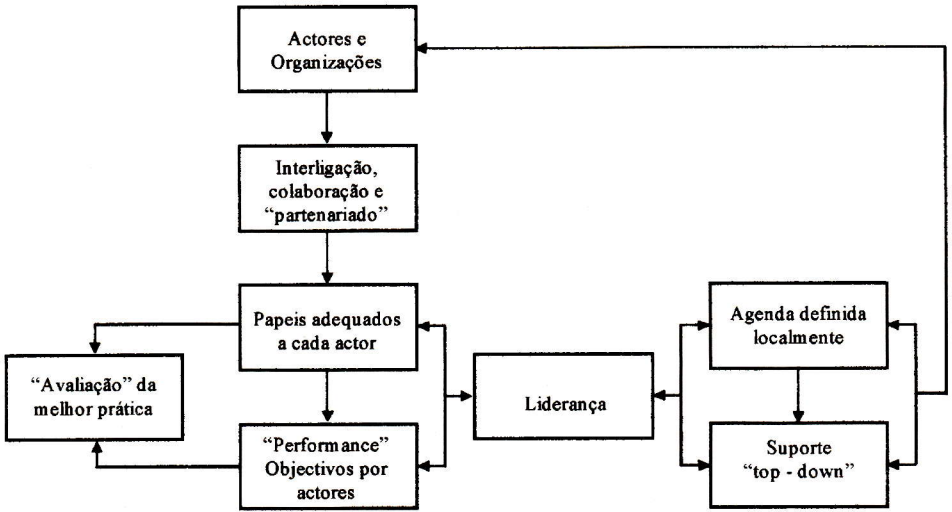 Actores e
Organizações
Interligação,
colaboração e
“partenariado”
Papeis adequados
a cada actor
Agenda definida
localmente
“Avaliação” da
melhor prática
Liderança
“Performance”
Objectivos por
actores
Suporte
“top - down”